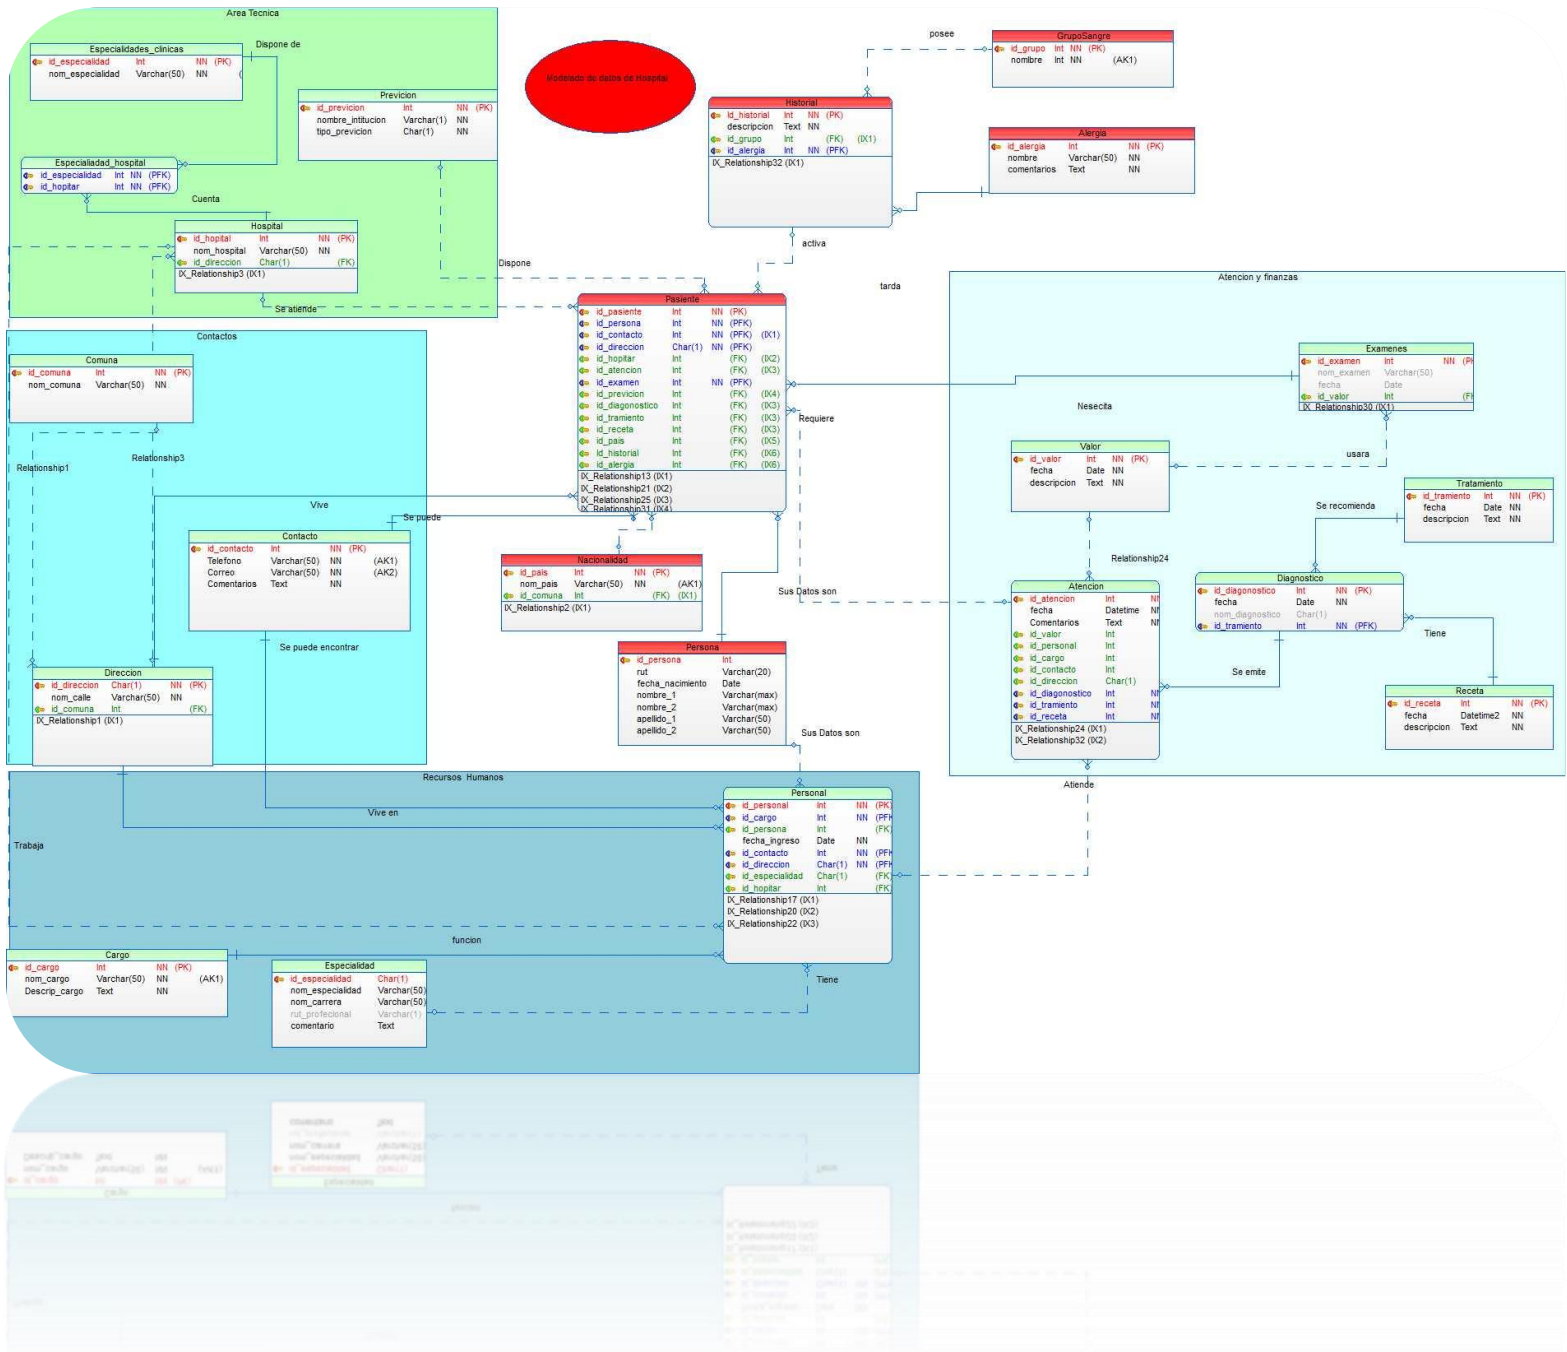 Area Tecnica
Especialidades_clinicas
id_especialidad Int NN (PK)
nom_especialidad Varchar(50) NN (
Dispone de
Previcion
id_previcion Int NN (PK)
nombre_intitucion Varchar(1) NN
tipo_previcion Char(1) NN
Especialiadad_hospital
id_especialidad Int NN (PFK)
id_hopitar Int NN (PFK)
Cuenta
Hospital
id_hopital Int NN (PK)
nom_hospital Varchar(50) NN
id_direccion Char(1) (FK)
IX_Relationship3 (IX1)
Se atiende
Modelado de datos de Hospital
posee
GrupoSangre
id_grupo Int NN (PK)
nombre Int NN (AK1)
Historial
Id_historial Int NN (PK)
descripcion Text NN
id_grupo Int (FK) (IX1)
id_alergia Int NN (PFK)
IX_Relationship32 (IX1)
Alergia
id_alergia Int NN (PK)
nombre Varchar(50) NN
comentarios Text NN
activa
Dispone
tarda
Pasiente
id_pasiente Int NN (PK)
id_persona Int NN (PFK)
id_contacto Int NN (PFK) (IX1)
id_direccion Char(1) NN (PFK)
id_hopitar Int (FK) (IX2)
id_atencion Int (FK) (IX3)
id_examen Int NN (PFK)
id_previcion Int (FK) (IX4)
id_diagonostico Int (FK) (IX3)
id_tramiento Int (FK) (IX3)
id_receta Int (FK) (IX3)
id_pais Int (FK) (IX5)
Id_historial Int (FK) (IX6)
id_alergia Int (FK) (IX6)
IX_Relationship13 (IX1)
IX_Relationship21 (IX2)
IX_Relationship25 (IX3)
IX_Relationship31 (IX4)
Contactos
Comuna
id_comuna Int NN (PK)
nom_comuna Varchar(50) NN
Relationship1
Relationship3
Vive
Se puede
Contacto
id_contacto Int NN (PK)
Telefono Varchar(50) NN (AK1)
Correo Varchar(50) NN (AK2)
Comentarios Text NN
Se puede encontrar
Direccion
id_direccion Char(1) NN (PK)
nom_calle Varchar(50) NN
id_comuna Int (FK)
IX_Relationship1 (IX1)
Nacionalidad
id_pais Int NN (PK)
nom_pais Varchar(50) NN (AK1)
id_comuna Int (FK) (IX1)
IX_Relationship2 (IX1)
Requiere
Sus Datos son
Persona
id_persona Int
rut Varchar(20)
fecha_nacimiento Date
nombre_1 Varchar(max)
nombre_2 Varchar(max)
apellido_1 Varchar(50)
apellido_2 Varchar(50)
Sus Datos son
Atencion y finanzas
Examenes
id_examen Int NN (PK
nom_examen Varchar(50)
fecha Date
id_valor Int (FK
IX_Relationship30 (IX1)
Nesecita
usara
Valor
id_valor Int NN (PK)
fecha Date NN
descripcion Text NN
Relationship24
Tratamiento
id_tramiento Int NN (PK)
fecha Date NN
descripcion Text NN
Se recomienda
Diagnostico
id_diagonostico Int NN (PK)
fecha Date NN
nom_diagnostico Char(1)
id_tramiento Int NN (PFK)
Tiene
Se emite
Receta
id_receta Int NN (PK)
fecha Datetime2 NN
descripcion Text NN
Atencion
id_atencion Int NN
fecha Datetime NN
Comentarios Text NN
id_valor Int
id_personal Int
id_cargo Int
id_contacto Int
id_direccion Char(1)
id_diagonostico Int NN
id_tramiento Int NN
id_receta Int NN
IX_Relationship24 (IX1)
IX_Relationship32 (IX2)
Atiende
Recursos Humanos
Vive en
Trabaja
Personal
id_personal Int NN (PK)
id_cargo Int NN (PFK
id_persona Int (FK)
fecha_ingreso Date NN
id_contacto Int NN (PFK
id_direccion Char(1) NN (PFK
id_especialidad Char(1) (FK)
id_hopitar Int (FK)
IX_Relationship17 (IX1)
IX_Relationship20 (IX2)
IX_Relationship22 (IX3)
funcion
Cargo
id_cargo Int NN (PK)
nom_cargo Varchar(50) NN (AK1)
Descrip_cargo Text NN
Especialidad
id_especialidad Char(1)
nom_especialidad Varchar(50)
nom_carrera Varchar(50)
rut_profecional Varchar(1)
comentario Text
Tiene